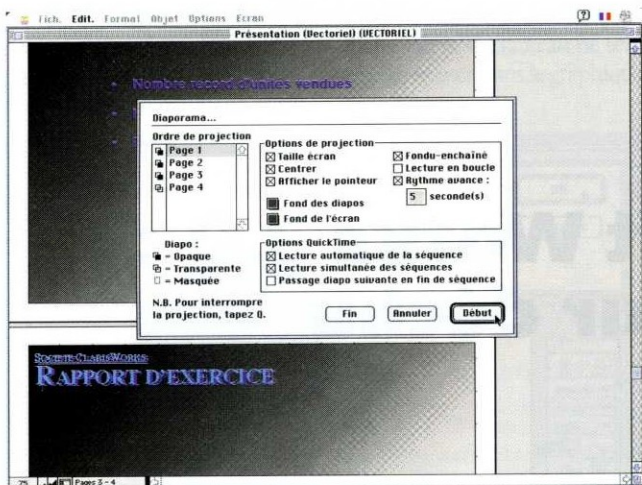 Fich. Edit. Format Objet Options Ecran
Présentation (Vectoriel) (VECTORIEL)
• Nombre record d'unités vendues
Diaporama...
Ordre de projection
Page 1
Page 2
Page 3
Page 4
Diapo :
= Opaque
= Transparente
= Masquée
N.B. Pour interrompre
la projection, tapez Q.
Options de projection
Taille écran
Centrer
Afficher le pointeur
Fondu-enchaîné
Lecture en boucle
Rythme avance :
5 seconde(s)
Fond des diapos
Fond de l'écran
Options QuickTime
Lecture automatique de la séquence
Lecture simultanée des séquences
Passage diapo suivante en fin de séquence
Fin
Annuler
Début
SOCIETE CLARISWORKS
RAPPORT D'EXERCICE
75 Pages 3 - 4